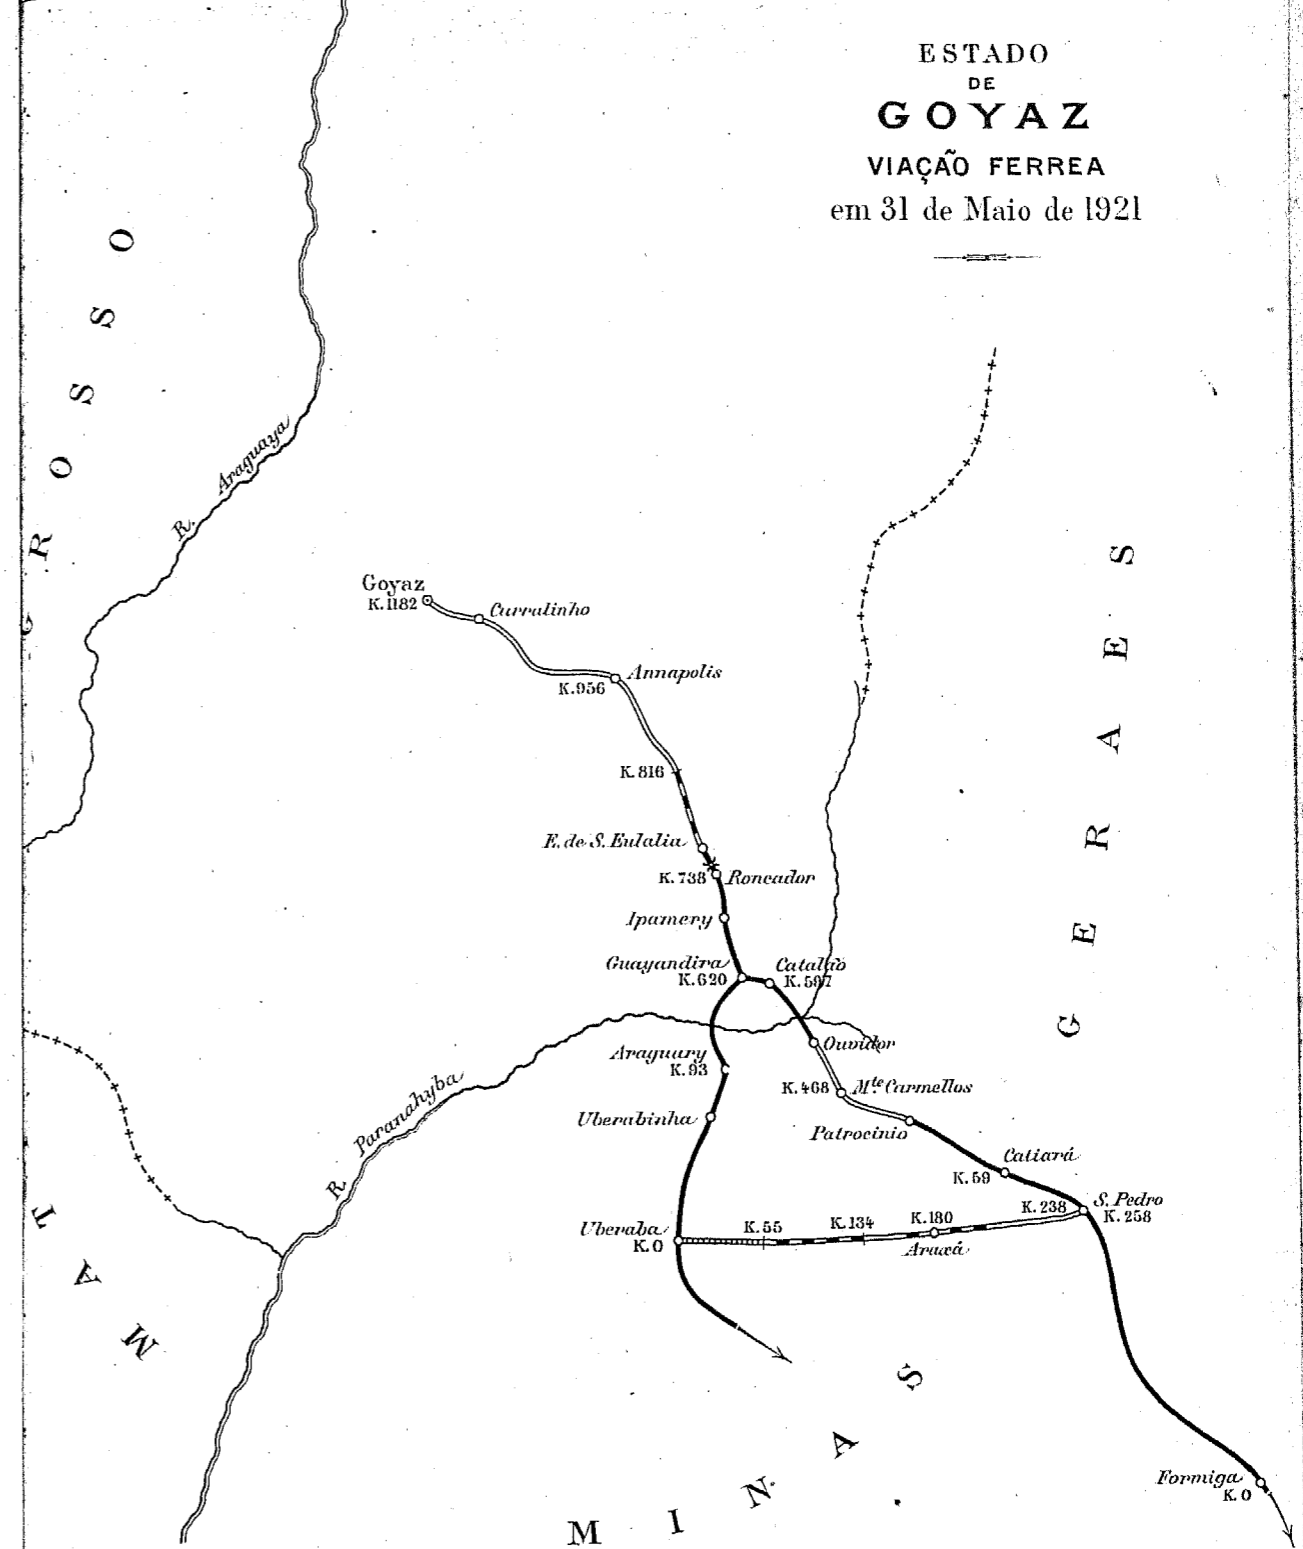 ESTADO
DE
GOYAZ
VIAÇÃO FERREA
em 31 de Maio de 1921
MATTO GROSSO
R. Araguaya
Goyaz
K.1182
Curralinho
Annapolis
K.956
K.816
E. de S. Eulalia
K.738
Roncador
Ipamery
Guayandira
K.620
Catalão
K.597
Ouvidor
Araguary
K.93
K.468
Mte. Carmellos
Uberabinha
Patrocinio
R. Paranahyba
Catiará
K.59
S. Pedro
K.258
K.238
K.180
K.134
K.55
Uberaba
K.0
Araxá
Formiga
K.0
MINAS GERAES